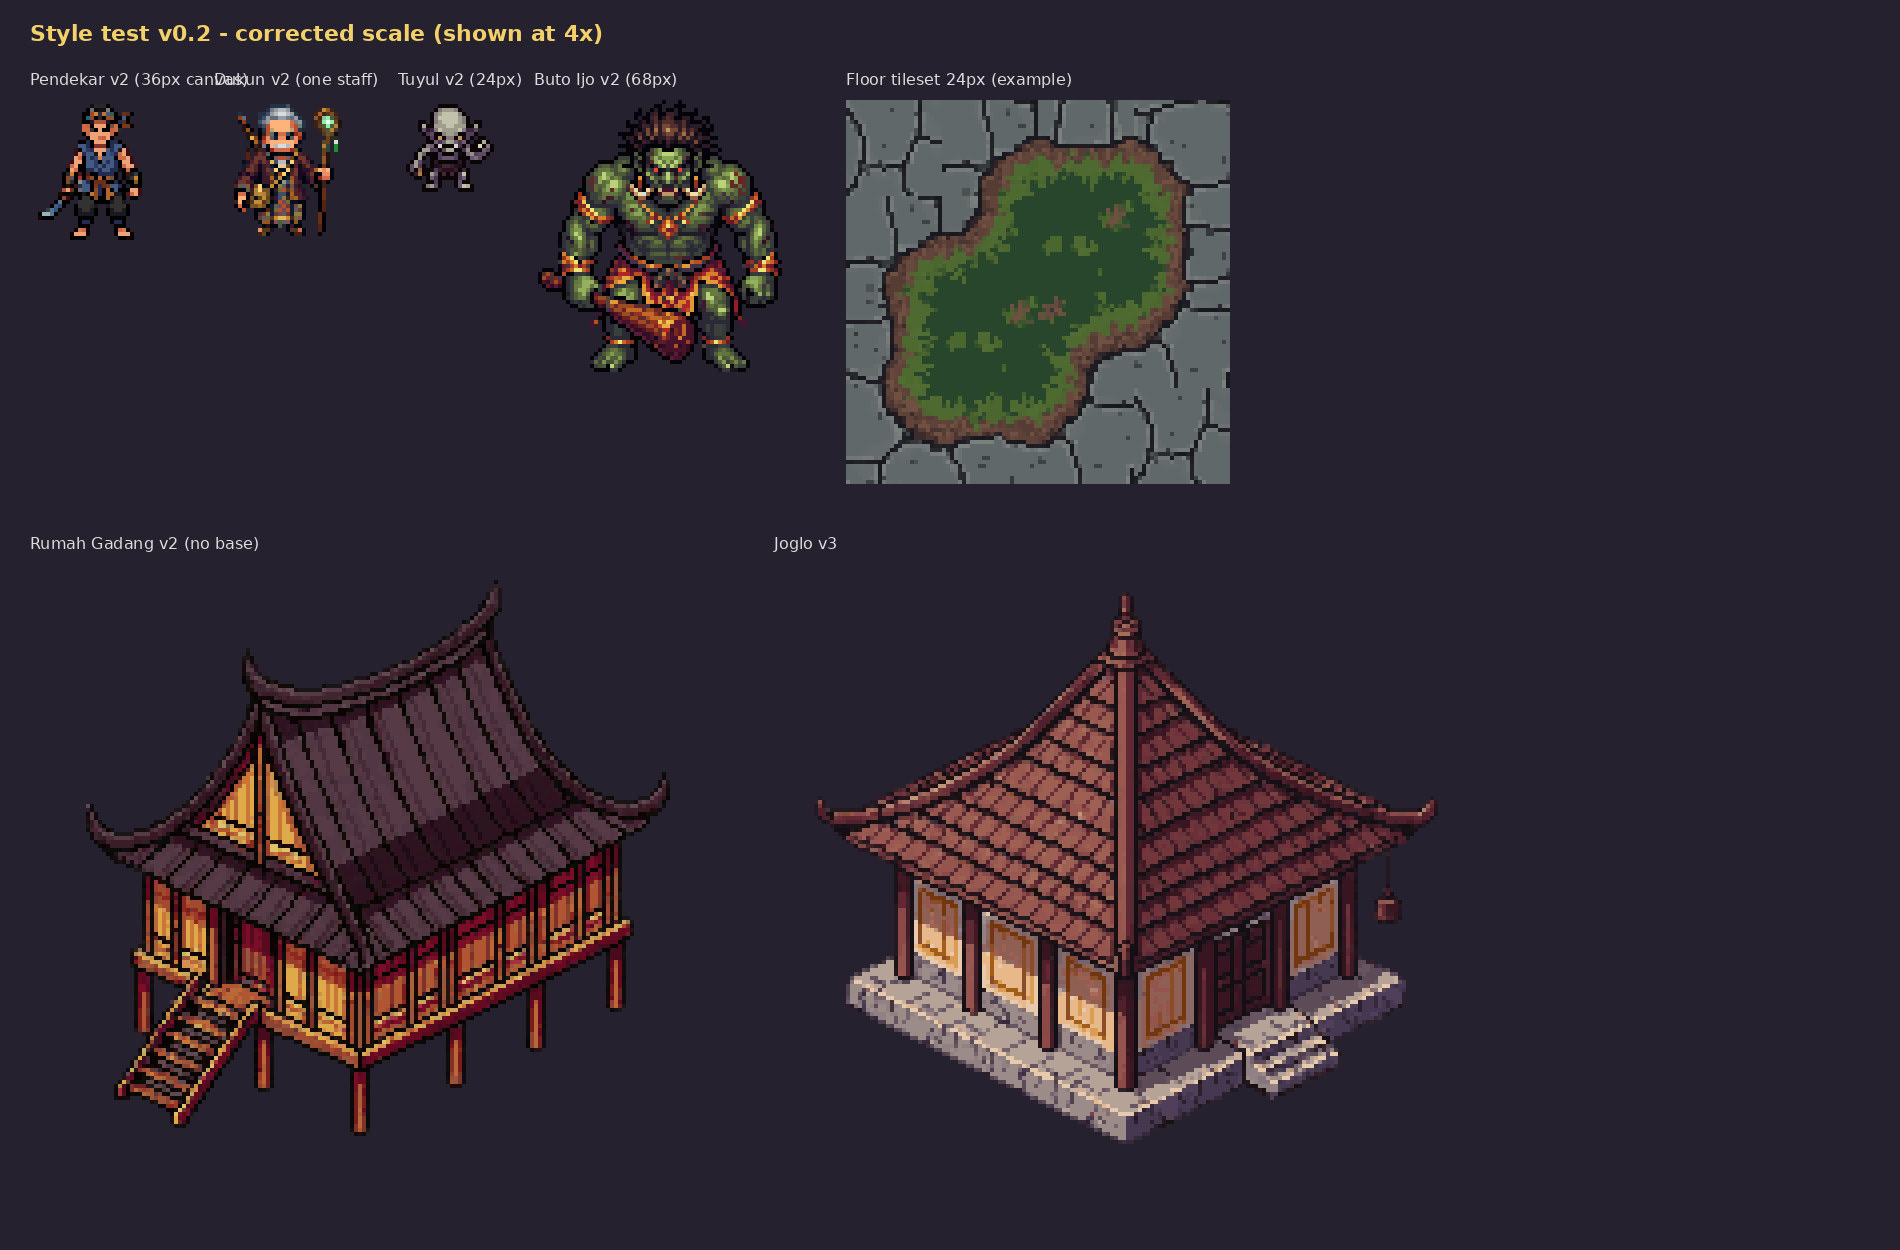 Style test v0.2 - corrected scale (shown at 4x)
Pendekar v2 (36px canvas)
Dukun v2 (one staff)
Tuyul v2 (24px)
Buto Ijo v2 (68px)
Floor tileset 24px (example)
Rumah Gadang v2 (no base)
Joglo v3